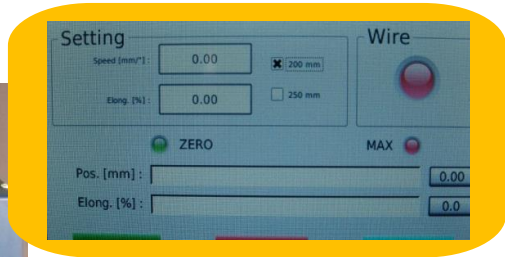 Setting
Wire
Speed [mm/"] :
0.00
200 mm
Elong. [%] :
0.00
250 mm
ZERO
MAX
Pos. [mm] :
0.00
Elong. [%] :
0.0